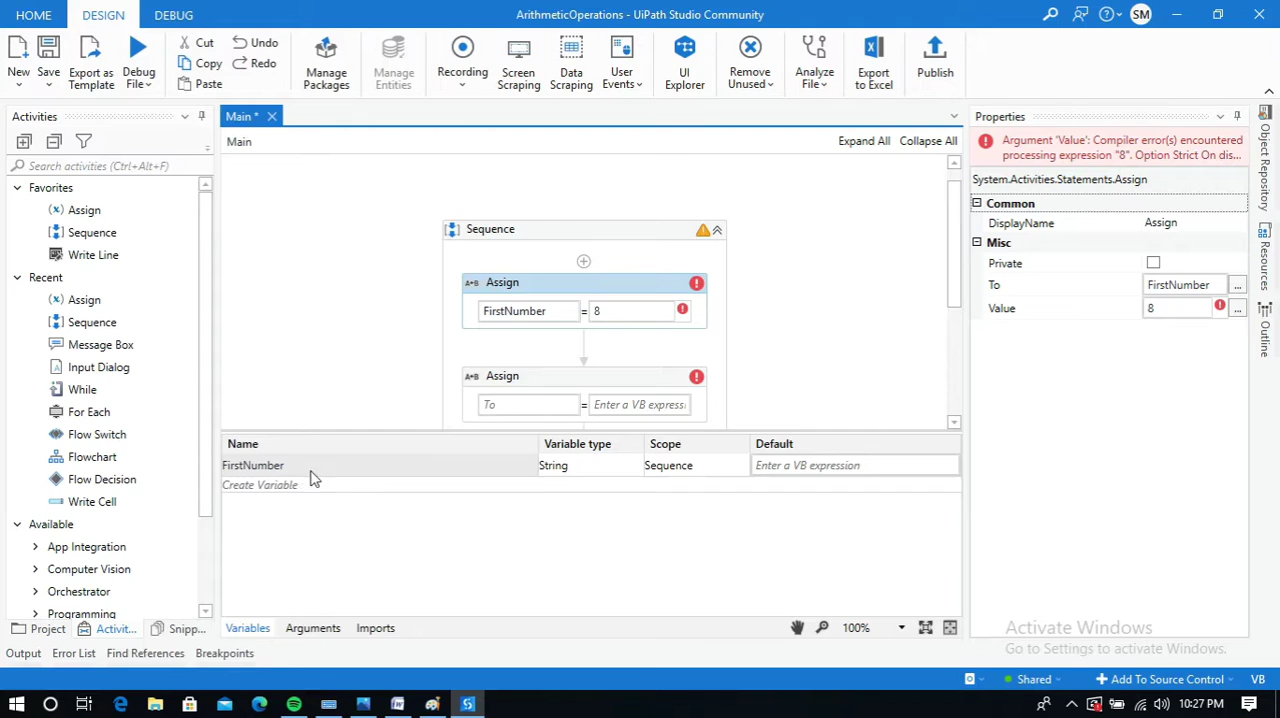 HOME
DESIGN
DEBUG
ArithmeticOperations - UiPath Studio Community
SM
New
Save
Export as Template
Debug File
Cut
Copy
Paste
Undo
Redo
Manage Packages
Manage Entities
Recording
Screen Scraping
Data Scraping
User Events
UI Explorer
Remove Unused
Analyze File
Export to Excel
Publish
Activities
Search activities (Ctrl+Alt+F)
Favorites
Assign
Sequence
Write Line
Recent
Assign
Sequence
Message Box
Input Dialog
While
For Each
Flow Switch
Flowchart
Flow Decision
Write Cell
Available
App Integration
Computer Vision
Orchestrator
Programming
Project
Activit...
Snipp...
Main *
Main
Expand All
Collapse All
Sequence
A+B Assign
FirstNumber = 8
A+B Assign
To = Enter a VB express
Name Variable type Scope Default
FirstNumber String Sequence Enter a VB expression
Create Variable
Variables Arguments Imports 100%
Properties
Argument 'Value': Compiler error(s) encountered
processing expression "8". Option Strict On dis...
System.Activities.Statements.Assign
Common
DisplayName Assign
Misc
Private
To FirstNumber ...
Value 8 ...
Object Repository
Resources
Outline
Activate Windows
Go to Settings to activate Windows.
Output Error List Find References Breakpoints
Shared
Add To Source Control
VB
10:27 PM